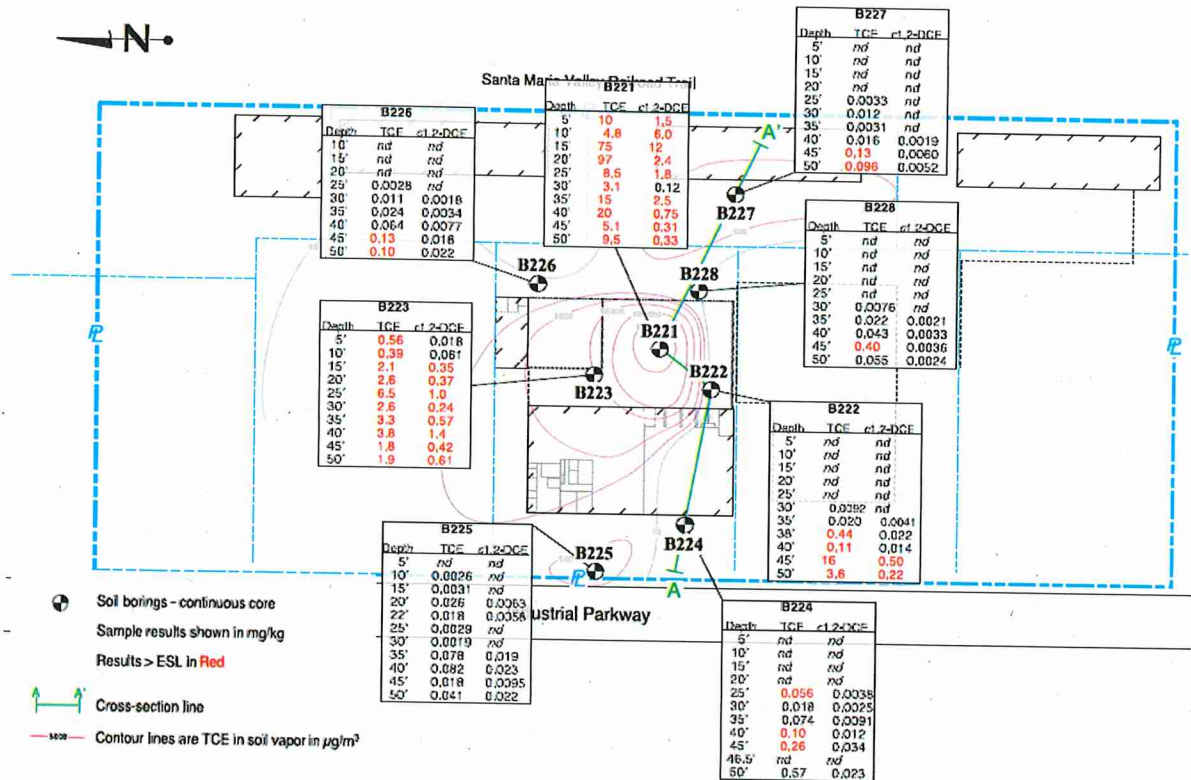 N
Santa Maria Valley Railroad Trail
B227
Depth TCE c1,2-DCE
5' nd nd
10' nd nd
15' nd nd
20' nd nd
25' 0.0033 nd
30' 0.012 nd
35' 0.0031 nd
40' 0.016 0.0019
45' 0.13 0.0060
50' 0.096 0.0052
B221
Depth TCE c1,2-DCE
5' 10 1.5
10' 4.8 6.0
15' 75 12
20' 97 2.4
25' 8.5 1.8
30' 3.1 0.12
35' 15 2.5
40' 20 0.75
45' 5.1 0.31
50' 9.5 0.33
B226
Depth TCE c1,2-DCE
10' nd nd
15' nd nd
20' nd nd
25' 0.0028 nd
30' 0.011 0.0018
35' 0.024 0.0034
40' 0.064 0.0077
45' 0.13 0.018
50' 0.10 0.022
A'
B227
B228
Depth TCE c1,2-DCE
5' nd nd
10' nd nd
15' nd nd
20' nd nd
25' nd nd
30' 0.0076 nd
35' 0.022 0.0021
40' 0.043 0.0033
45' 0.40 0.0036
50' 0.055 0.0024
B226
B228
B223
Depth TCE c1,2-DCE
5' 0.56 0.018
10' 0.39 0.061
15' 2.1 0.35
20' 2.6 0.37
25' 6.5 1.0
30' 2.6 0.24
35' 3.3 0.57
40' 3.8 1.4
45' 1.8 0.42
50' 1.9 0.61
PL
PL
B221
B222
B223
B222
Depth TCE c1,2-DCE
5' nd nd
10' nd nd
15' nd nd
20' nd nd
25' nd nd
30' 0.0092 nd
35' 0.020 0.0041
38' 0.44 0.022
40' 0.11 0.014
45' 16 0.50
50' 3.6 0.22
B225
Depth TCE c1,2-DCE
5' nd nd
10' 0.0026 nd
15' 0.0031 nd
20' 0.026 0.0063
22' 0.018 0.0058
25' 0.0029 nd
30' 0.0019 nd
35' 0.078 0.019
40' 0.082 0.023
45' 0.018 0.0095
50' 0.041 0.022
B225
PL
B224
A
ustrial Parkway
B224
Depth TCE c1,2-DCE
5' nd nd
10' nd nd
15' nd nd
20' nd nd
25' 0.056 0.0038
30' 0.018 0.0025
35' 0.074 0.0091
40' 0.10 0.012
45' 0.26 0.034
46.5' nd nd
50' 0.57 0.023
Soil borings - continuous core
Sample results shown in mg/kg
Results > ESL in Red
A A' Cross-section line
5000 Contour lines are TCE in soil vapor in µg/m³